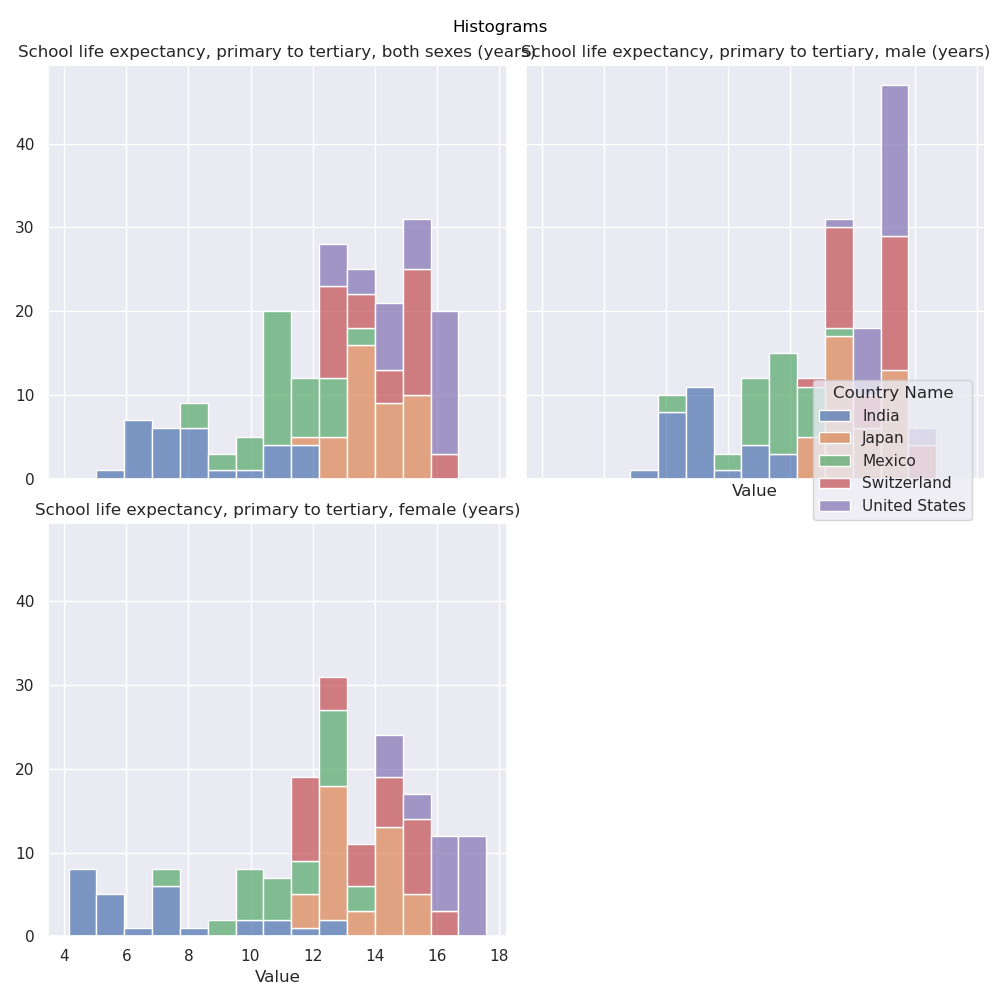 Histograms
School life expectancy, primary to tertiary, both sexes (years)
School life expectancy, primary to tertiary, male (years)
40
30
20
10
0
Value
Country Name
India
Japan
Mexico
Switzerland
United States
School life expectancy, primary to tertiary, female (years)
40
30
20
10
0
4 6 8 10 12 14 16 18
Value